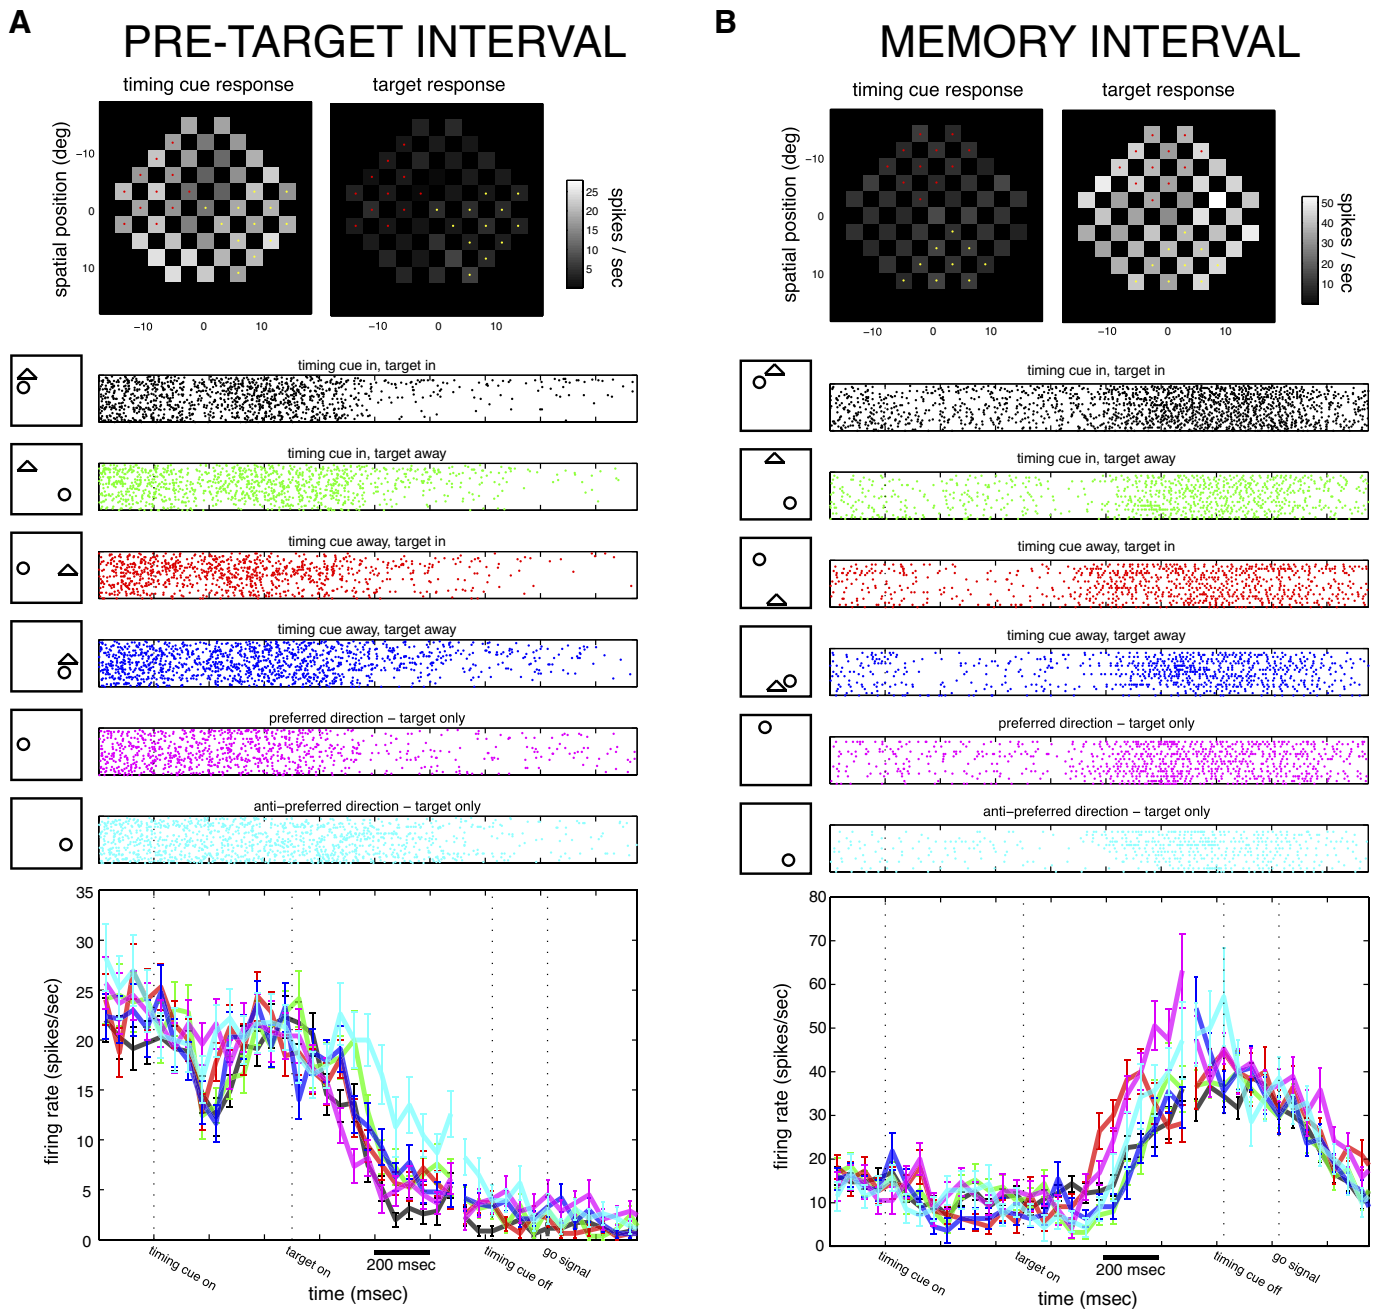 A
PRE-TARGET INTERVAL
timing cue response
target response
spatial position (deg)
−10
0
10
−10
0
10
−10
0
10
25
20
15
10
5
spikes / sec
timing cue in, target in
timing cue in, target away
timing cue away, target in
timing cue away, target away
preferred direction − target only
anti−preferred direction − target only
35
30
25
20
15
10
5
0
firing rate (spikes/sec)
timing cue on
target on
200 msec
timing cue off
go signal
time (msec)
B
MEMORY INTERVAL
timing cue response
target response
spatial position (deg)
−10
0
10
−10
0
10
−10
0
10
50
40
30
20
10
spikes / sec
timing cue in, target in
timing cue in, target away
timing cue away, target in
timing cue away, target away
preferred direction − target only
anti−preferred direction − target only
80
70
60
50
40
30
20
10
0
firing rate (spikes/sec)
timing cue on
target on
200 msec
timing cue off
go signal
time (msec)